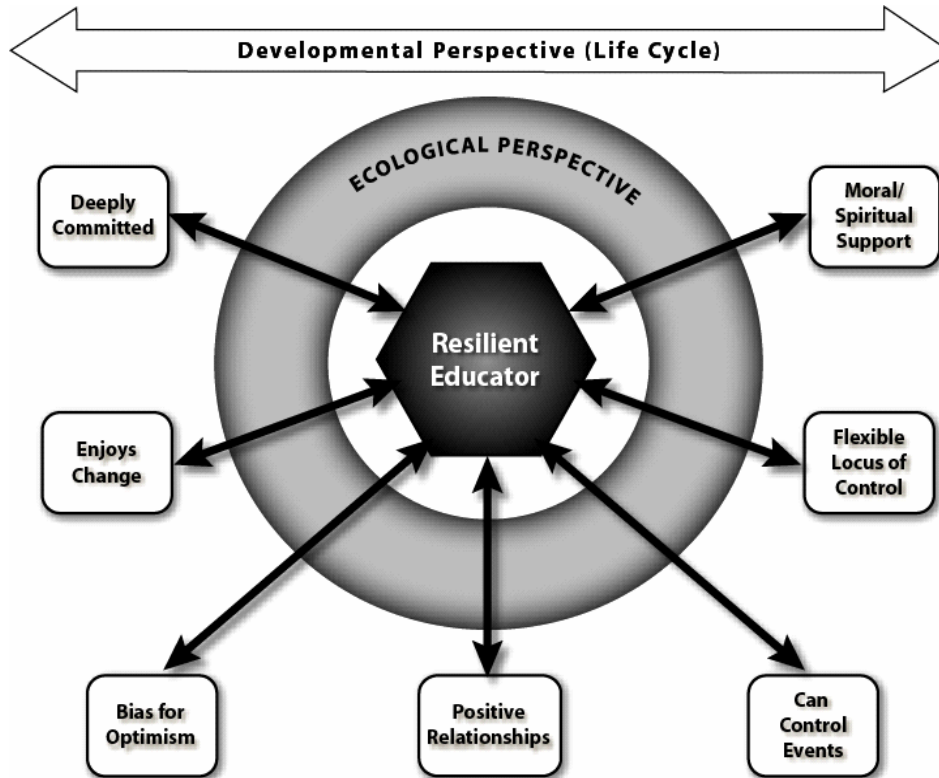 Developmental Perspective (Life Cycle)
ECOLOGICAL PERSPECTIVE
Deeply
Committed
Moral/
Spiritual
Support
Resilient
Educator
Enjoys
Change
Flexible
Locus of
Control
Bias for
Optimism
Positive
Relationships
Can
Control
Events